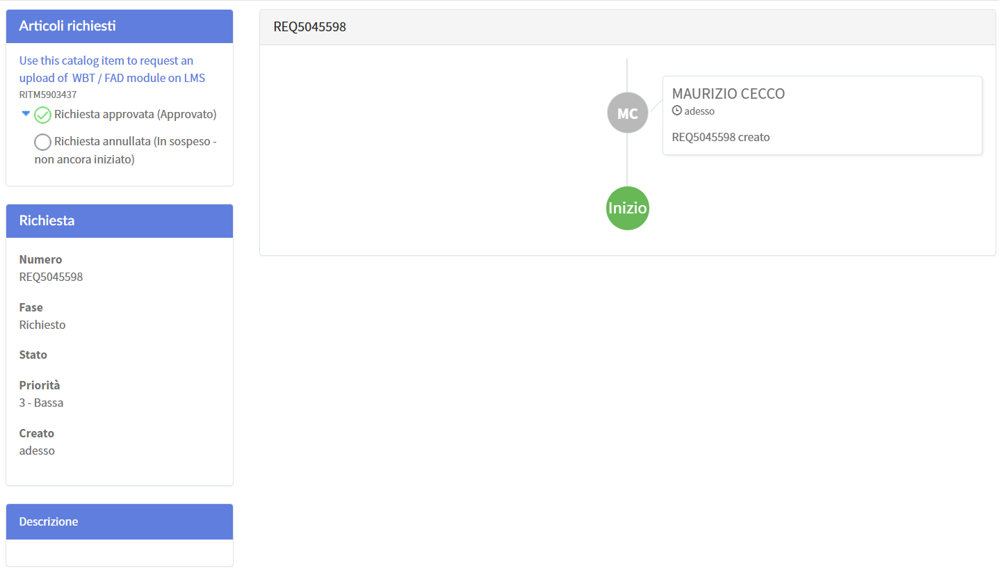 Articoli richiesti
Use this catalog item to request an
upload of WBT / FAD module on LMS
RITM5903437
Richiesta approvata (Approvato)
Richiesta annullata (In sospeso -
non ancora iniziato)
Richiesta
Numero
REQ5045598
Fase
Richiesto
Stato
Priorità
3 - Bassa
Creato
adesso
Descrizione
REQ5045598
MC
MAURIZIO CECCO
adesso
REQ5045598 creato
Inizio